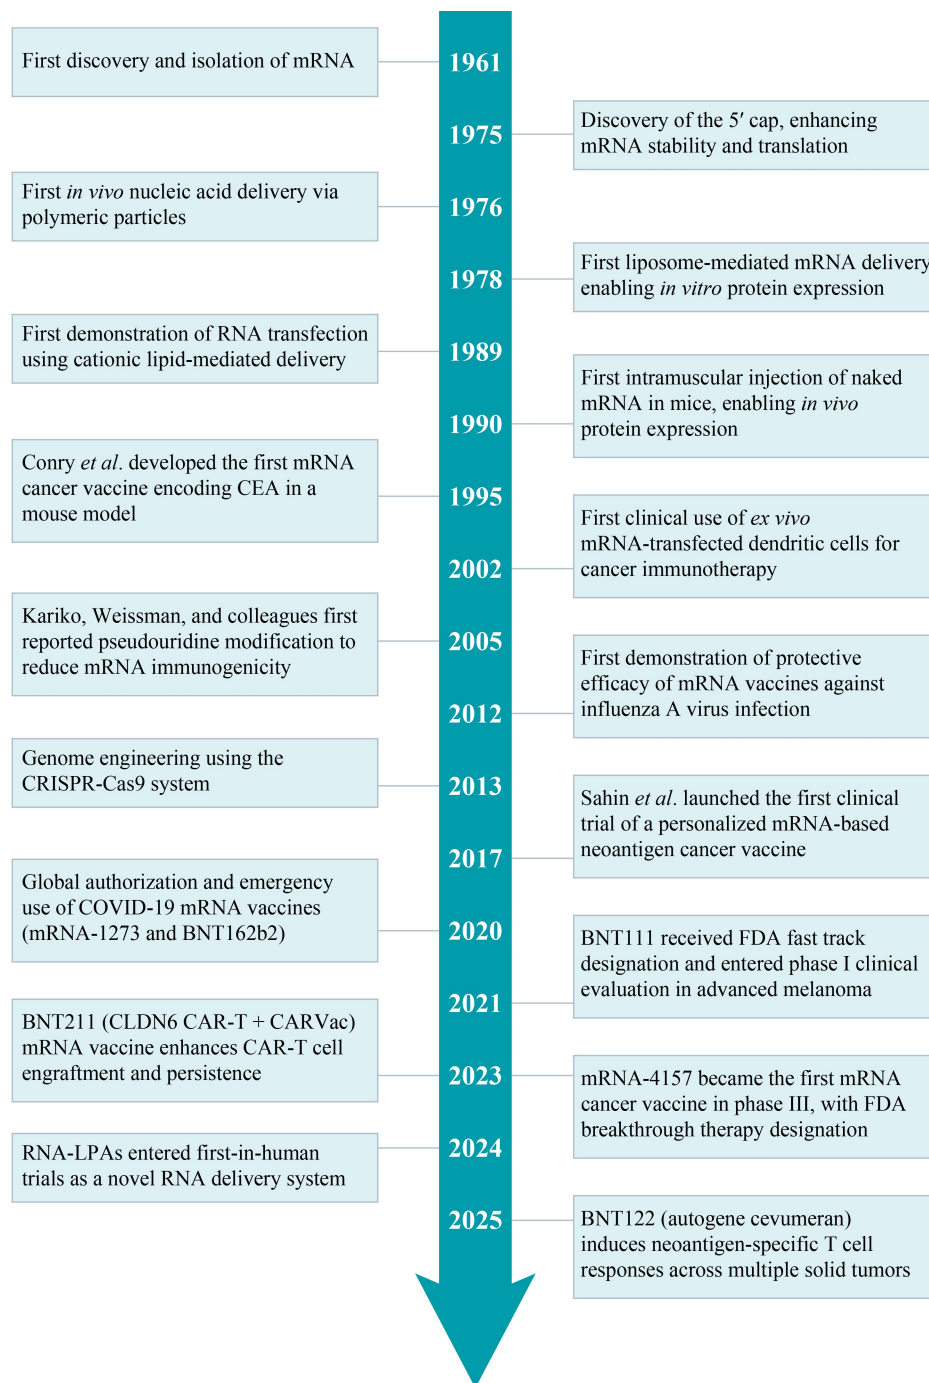 First discovery and isolation of mRNA
1961
1975
Discovery of the 5′ cap, enhancing
mRNA stability and translation
First in vivo nucleic acid delivery via
polymeric particles
1976
1978
First liposome-mediated mRNA delivery
enabling in vitro protein expression
First demonstration of RNA transfection
using cationic lipid-mediated delivery
1989
1990
First intramuscular injection of naked
mRNA in mice, enabling in vivo
protein expression
Conry et al. developed the first mRNA
cancer vaccine encoding CEA in a
mouse model
1995
2002
First clinical use of ex vivo
mRNA-transfected dendritic cells for
cancer immunotherapy
Kariko, Weissman, and colleagues first
reported pseudouridine modification to
reduce mRNA immunogenicity
2005
2012
First demonstration of protective
efficacy of mRNA vaccines against
influenza A virus infection
Genome engineering using the
CRISPR-Cas9 system
2013
2017
Sahin et al. launched the first clinical
trial of a personalized mRNA-based
neoantigen cancer vaccine
Global authorization and emergency
use of COVID-19 mRNA vaccines
(mRNA-1273 and BNT162b2)
2020
2021
BNT111 received FDA fast track
designation and entered phase I clinical
evaluation in advanced melanoma
BNT211 (CLDN6 CAR-T + CARVac)
mRNA vaccine enhances CAR-T cell
engraftment and persistence
2023
mRNA-4157 became the first mRNA
cancer vaccine in phase III, with FDA
breakthrough therapy designation
RNA-LPAs entered first-in-human
trials as a novel RNA delivery system
2024
2025
BNT122 (autogene cevumeran)
induces neoantigen-specific T cell
responses across multiple solid tumors